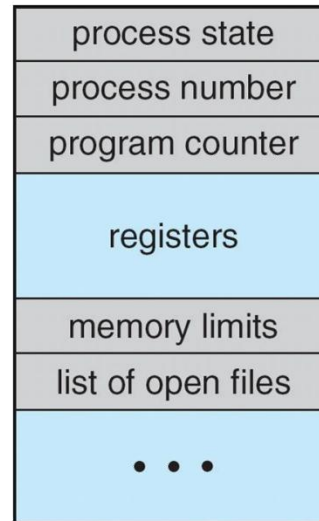 process state
process number
program counter
registers
memory limits
list of open files
• • •